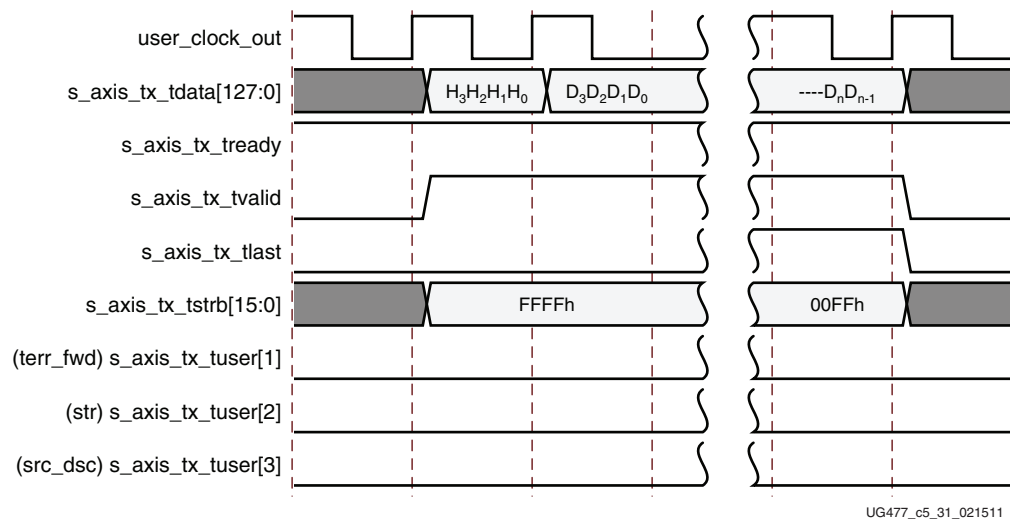 user_clock_out
s_axis_tx_tdata[127:0] H3H2H1H0 D3D2D1D0 ----DnDn-1
s_axis_tx_tready
s_axis_tx_tvalid
s_axis_tx_tlast
s_axis_tx_tstrb[15:0] FFFFh 00FFh
(terr_fwd) s_axis_tx_tuser[1]
(str) s_axis_tx_tuser[2]
(src_dsc) s_axis_tx_tuser[3]
UG477_c5_31_021511